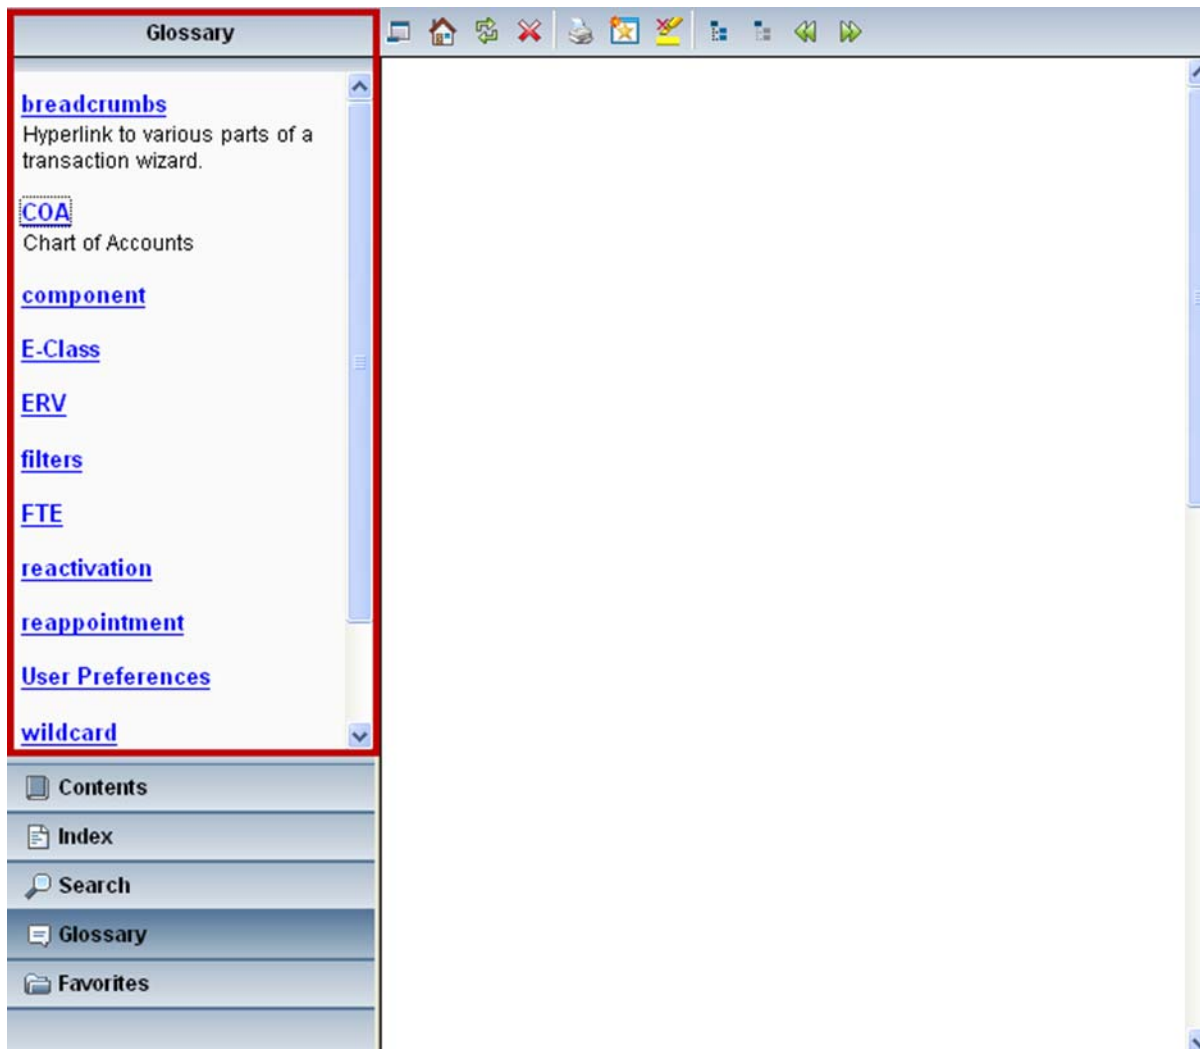 Glossary
breadcrumbs
Hyperlink to various parts of a
transaction wizard.
COA
Chart of Accounts
component
E-Class
ERV
filters
FTE
reactivation
reappointment
User Preferences
wildcard
Contents
Index
Search
Glossary
Favorites